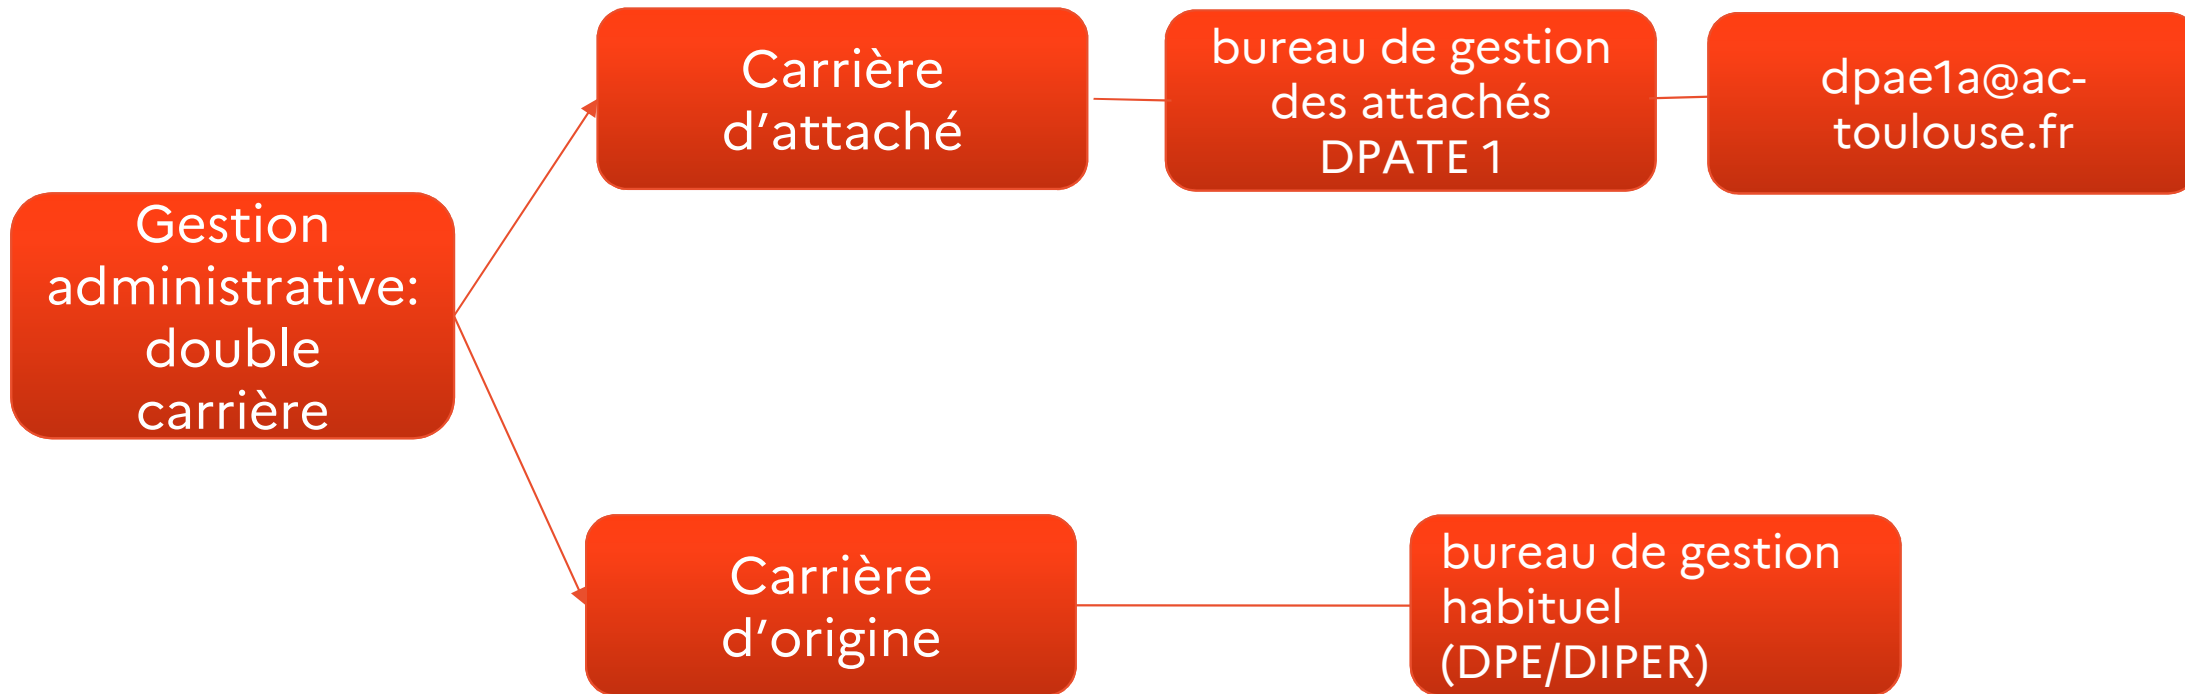 Gestion
administrative:
double
carrière
Carrière
d’attaché
bureau de gestion
des attachés
DPATE 1
dpae1a@ac-
toulouse.fr
Carrière
d’origine
bureau de gestion
habituel
(DPE/DIPER)